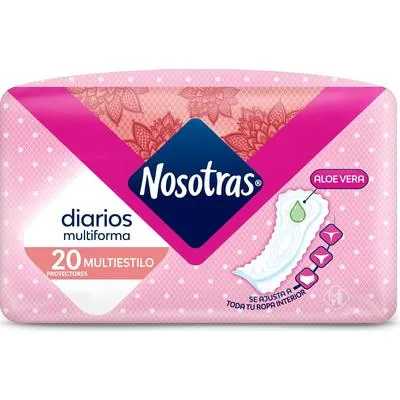 Nosotras®
ALOE VERA
diarios
multiforma
20 MULTIESTILO
PROTECTORES
SE AJUSTA A
TODA TU ROPA INTERIOR